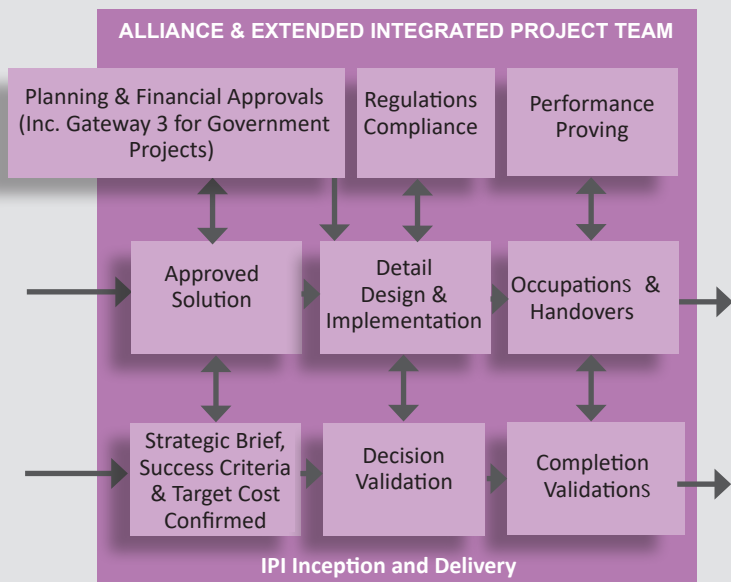 ALLIANCE & EXTENDED INTEGRATED PROJECT TEAM
Planning & Financial Approvals
(Inc. Gateway 3 for Government
Projects)
Regulations
Compliance
Performance
Proving
Approved
Solution
Detail
Design &
Implementation
Occupations &
Handovers
Strategic Brief,
Success Criteria
& Target Cost
Confirmed
Decision
Validation
Completion
Validations
IPI Inception and Delivery